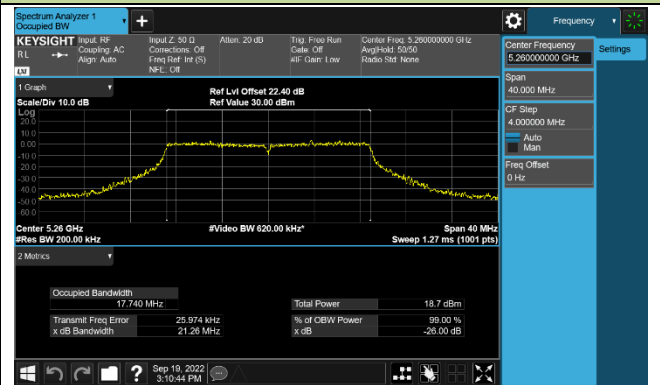 Spectrum Analyzer 1
Occupied BW
Frequency
KEYSIGHT
RL
LXI
Input: RF
Coupling: AC
Align: Auto
Input Z: 50 Ω
Corrections: Off
Freq Ref: Int (S)
NFE: Off
Atten: 20 dB
Trig: Free Run
Gate: Off
#IF Gain: Low
Center Freq: 5.260000000 GHz
Avg|Hold: 50/50
Radio Std: None
Center Frequency
5.260000000 GHz
Settings
Span
40.000 MHz
CF Step
4.000000 MHz
Auto
Man
Freq Offset
0 Hz
1 Graph
Scale/Div 10.0 dB
Ref Lvl Offset 22.40 dB
Ref Value 30.00 dBm
Log
20.0
10.0
0.00
-10.0
-20.0
-30.0
-40.0
-50.0
-60.0
Center 5.26 GHz
#Res BW 200.00 kHz
#Video BW 620.00 kHz*
Span 40 MHz
Sweep 1.27 ms (1001 pts)
2 Metrics
Occupied Bandwidth
17.740 MHz
Total Power 18.7 dBm
Transmit Freq Error 25.974 kHz
% of OBW Power 99.00 %
x dB Bandwidth 21.26 MHz
x dB -26.00 dB
?
Sep 19, 2022
3:10:44 PM